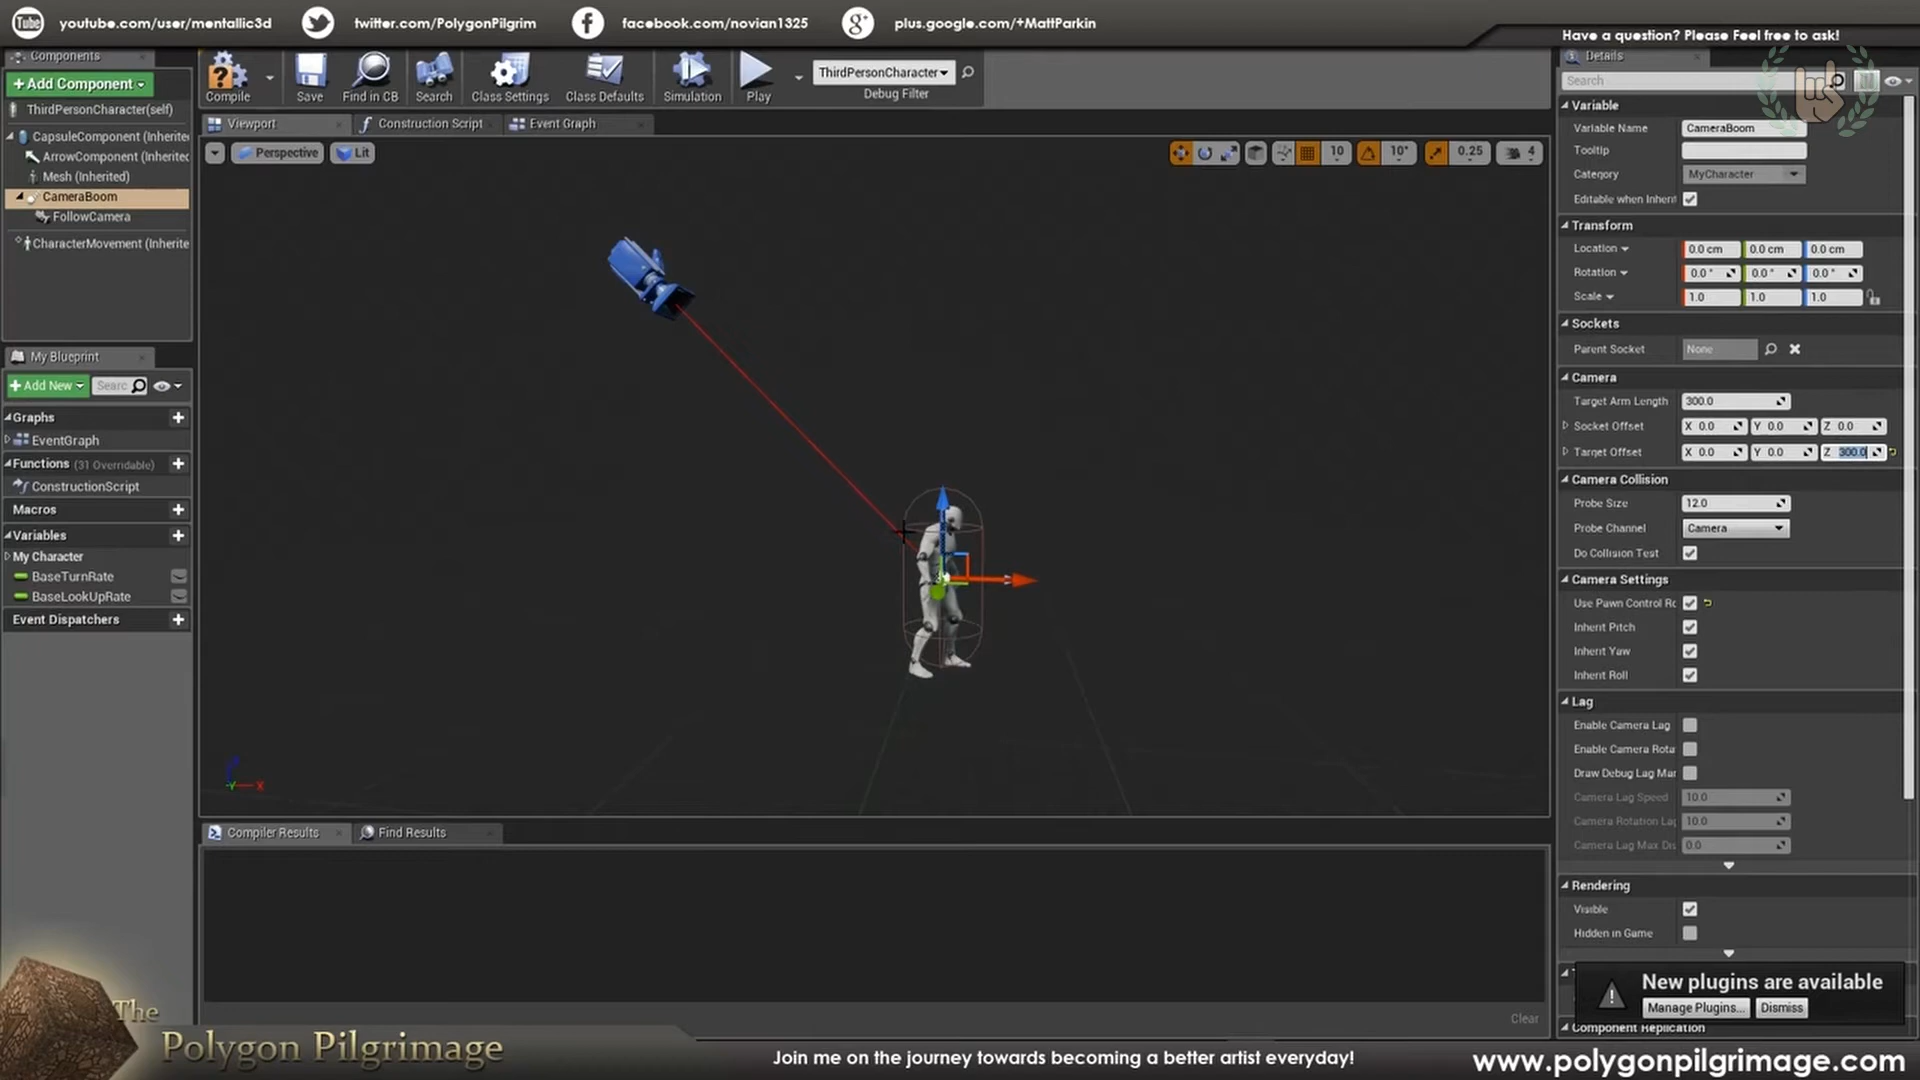 You Tube youtube.com/user/mentallic3d twitter.com/PolygonPilgrim facebook.com/novian1325 plus.google.com/+MattParkin
Have a question? Please Feel free to ask!
Components
+ Add Component
ThirdPersonCharacter(self)
CapsuleComponent (Inherite
ArrowComponent (Inherited
Mesh (Inherited)
CameraBoom
FollowCamera
CharacterMovement (Inherite
My Blueprint
+ Add New Searc
Graphs
EventGraph
Functions (31 Overridable)
ConstructionScript
Macros
Variables
My Character
BaseTurnRate
BaseLookUpRate
Event Dispatchers
Compile Save Find in CB Search Class Settings Class Defaults Simulation Play
ThirdPersonCharacter
Debug Filter
Viewport Construction Script Event Graph
Perspective Lit
10 10° 0.25 4
Z X Y
Compiler Results Find Results
Clear
Details
Search
Variable
Variable Name CameraBoom
Tooltip
Category MyCharacter
Editable when Inherit
Transform
Location 0.0 cm 0.0 cm 0.0 cm
Rotation 0.0 ° 0.0 ° 0.0 °
Scale 1.0 1.0 1.0
Sockets
Parent Socket None
Camera
Target Arm Length 300.0
Socket Offset X 0.0 Y 0.0 Z 0.0
Target Offset X 0.0 Y 0.0 Z 300.0
Camera Collision
Probe Size 12.0
Probe Channel Camera
Do Collision Test
Camera Settings
Use Pawn Control Ro
Inherit Pitch
Inherit Yaw
Inherit Roll
Lag
Enable Camera Lag
Enable Camera Rota
Draw Debug Lag Mar
Camera Lag Speed 10.0
Camera Rotation Lag 10.0
Camera Lag Max Dis 0.0
Rendering
Visible
Hidden in Game
New plugins are available
Manage Plugins... Dismiss
Component Replication
The
Polygon Pilgrimage
Join me on the journey towards becoming a better artist everyday!
www.polygonpilgrimage.com